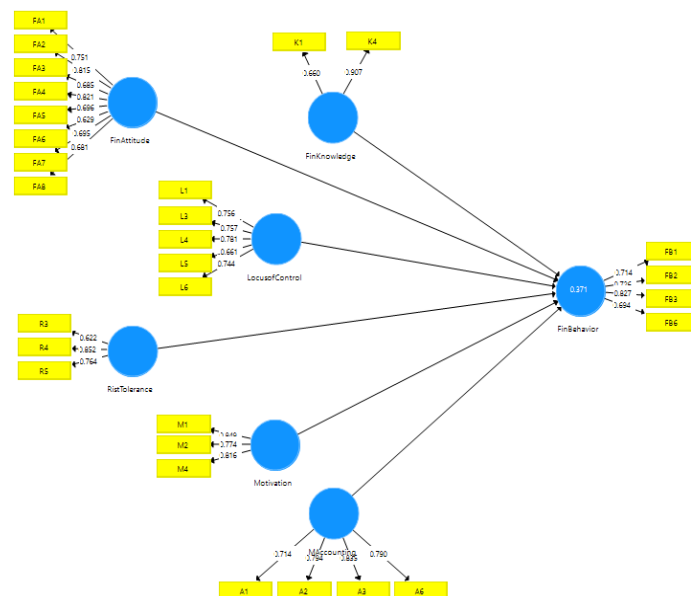 FA1
FA2
FA3
FA4
FA5
FA6
FA7
FA8
0.751
0.815
0.685
0.821
0.696
0.629
0.695
0.681
FinAttitude
K1
K4
0.660
0.907
FinKnowledge
L1
L3
L4
L5
L6
0.756
0.757
0.781
0.661
0.744
LocusofControl
R3
R4
R5
0.622
0.852
0.764
RistTolerance
M1
M2
M4
0.774
0.816
Motivation
MAccounting
0.714
0.790
A1
A2
A3
A6
0.371
FinBehavior
0.714
0.827
0.694
FB1
FB2
FB3
FB6